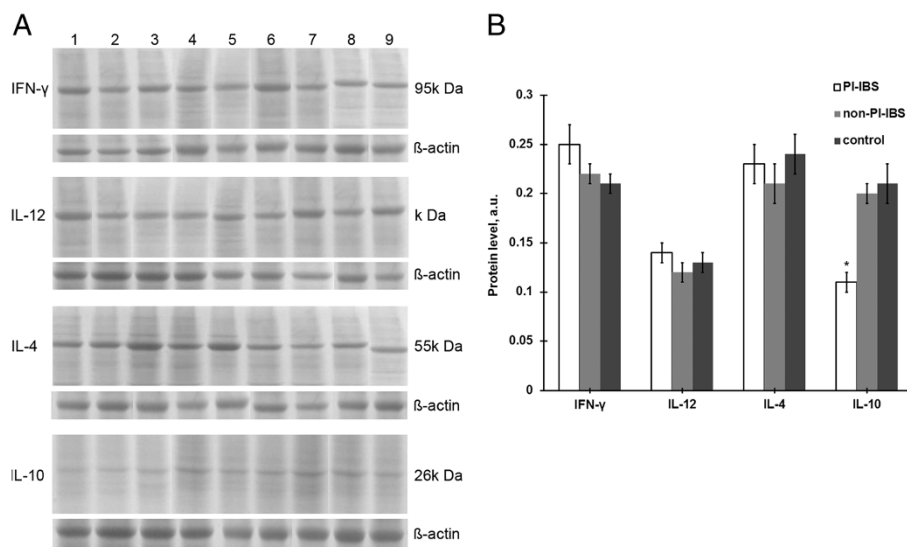 A
1 2 3 4 5 6 7 8 9
IFN-γ
95k Da
ß-actin
IL-12
k Da
ß-actin
IL-4
55k Da
ß-actin
IL-10
26k Da
ß-actin
B
PI-IBS
non-PI-IBS
control
0.3
0.25
0.2
0.15
0.1
0.05
0
Protein level, a.u.
*
IFN-γ IL-12 IL-4 IL-10